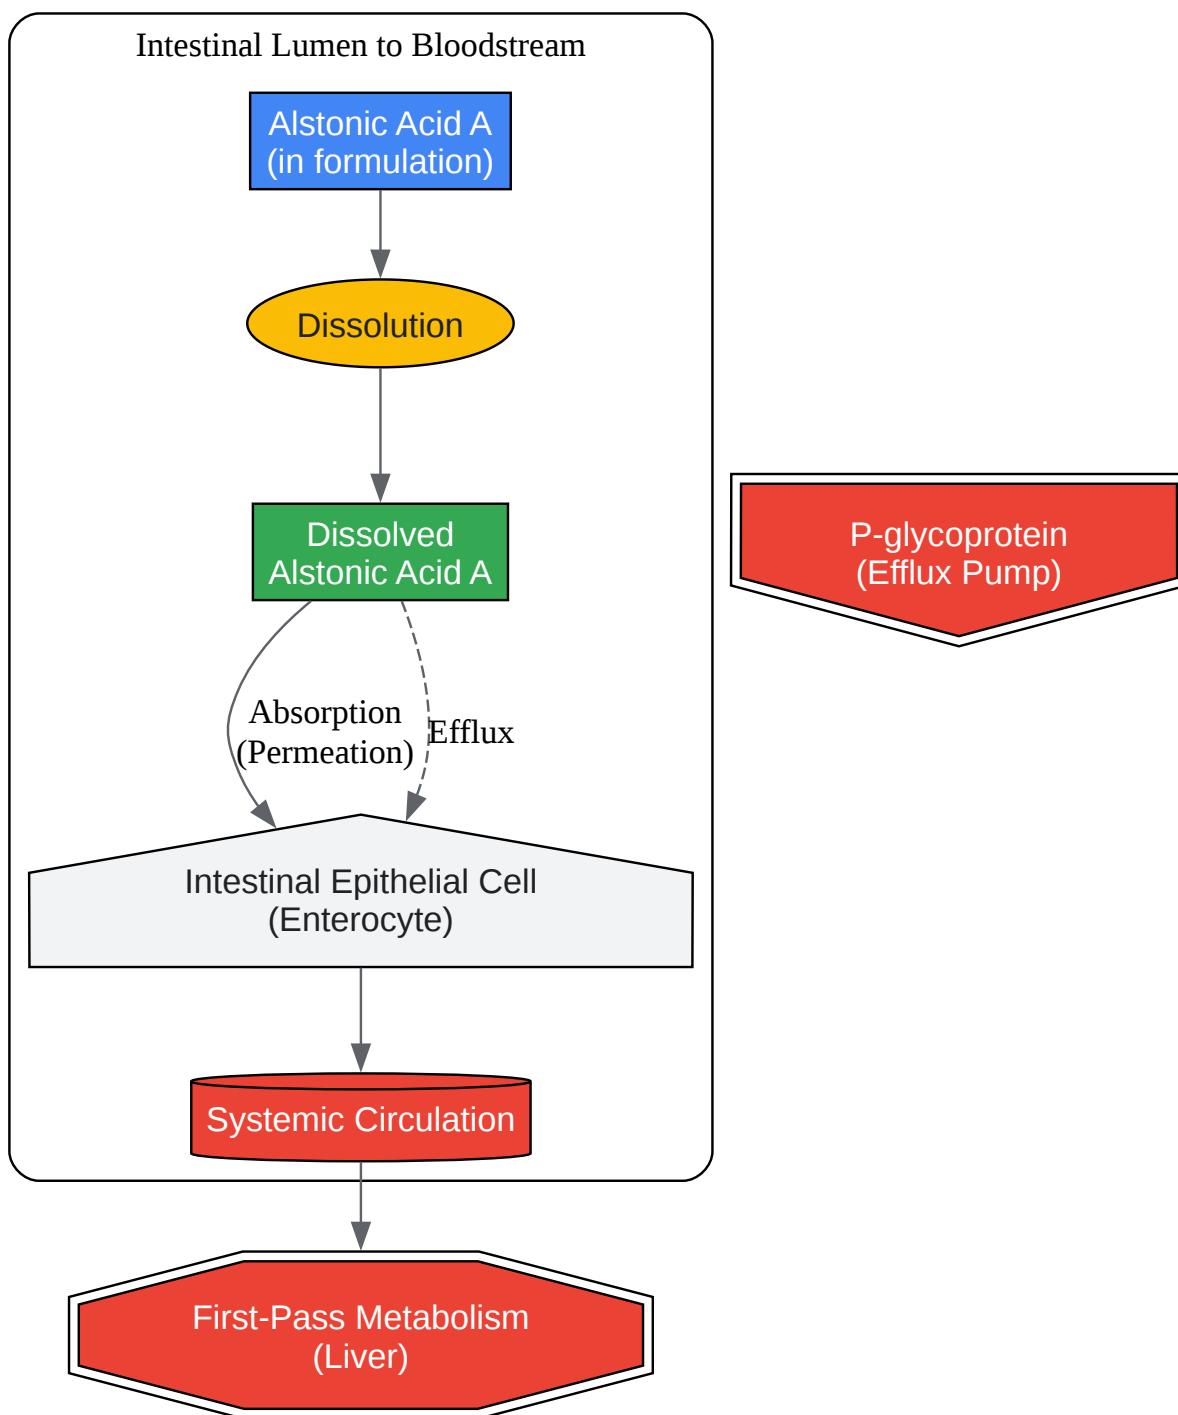 Intestinal Lumen to Bloodstream
Alstonic Acid A
(in formulation)
Dissolution
Dissolved
Alstonic Acid A
P-glycoprotein
(Efflux Pump)
Absorption
(Permeation)
Efflux
Intestinal Epithelial Cell
(Enterocyte)
Systemic Circulation
First-Pass Metabolism
(Liver)